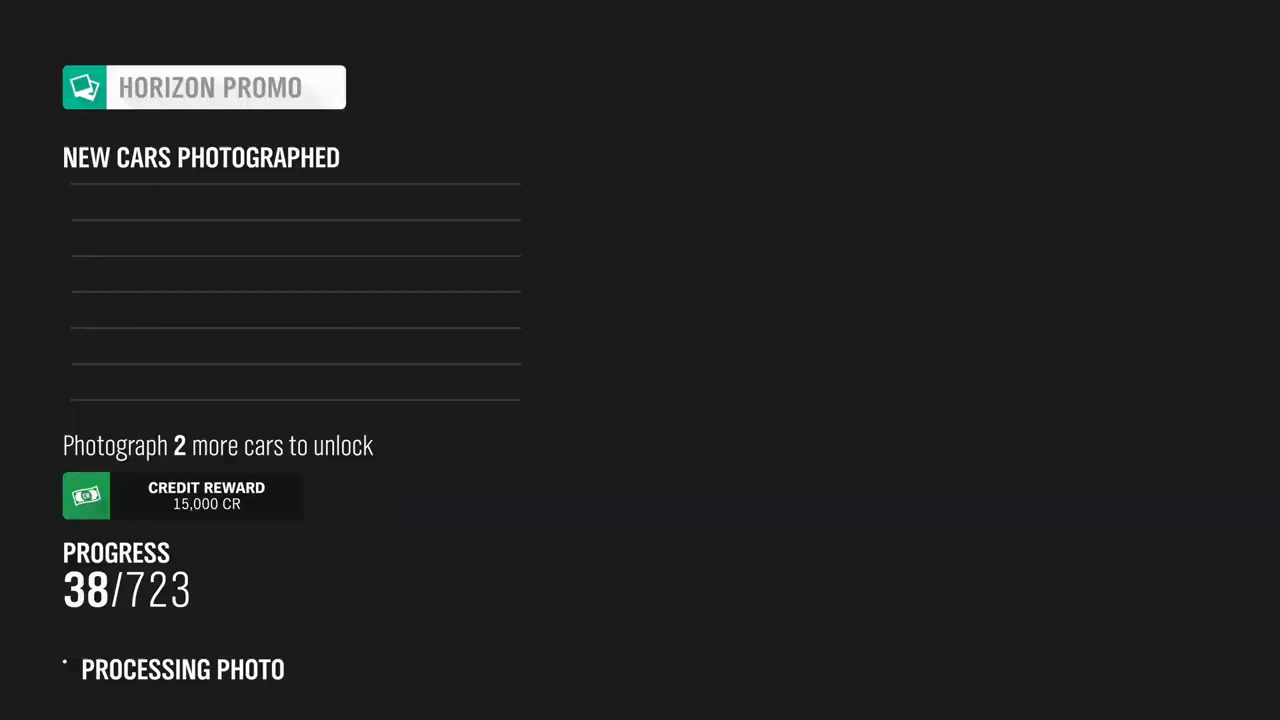 HORIZON PROMO
NEW CARS PHOTOGRAPHED
Photograph 2 more cars to unlock
CREDIT REWARD
15,000 CR
PROGRESS
38/723
PROCESSING PHOTO